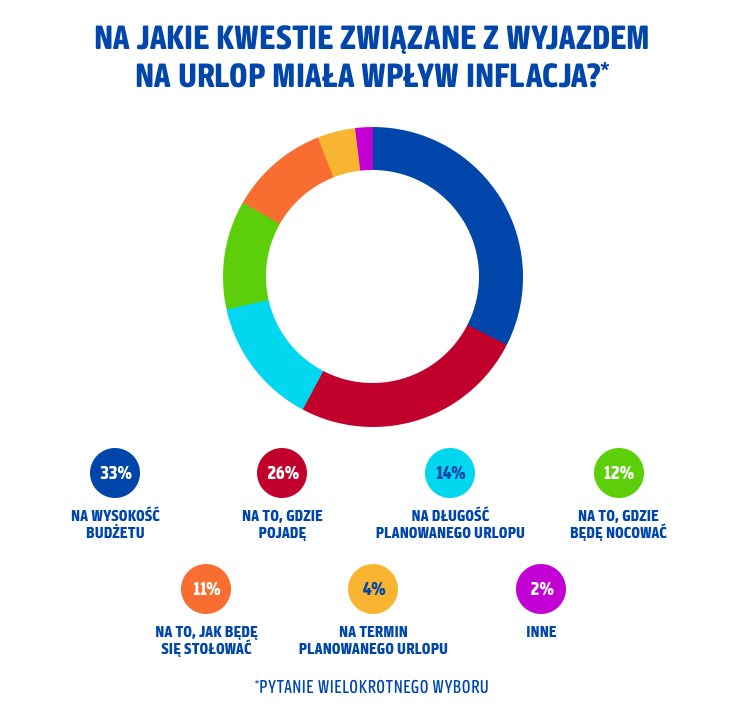 NA JAKIE KWESTIE ZWIĄZANE Z WYJAZDEM
NA URLOP MIAŁA WPŁYW INFLACJA?*
33%
NA WYSOKOŚĆ
BUDŻETU
26%
NA TO, GDZIE
POJADĘ
14%
NA DŁUGOŚĆ
PLANOWANEGO URLOPU
12%
NA TO, GDZIE
BĘDĘ NOCOWAĆ
11%
NA TO, JAK BĘDĘ
SIĘ STOŁOWAĆ
4%
NA TERMIN
PLANOWANEGO URLOPU
2%
INNE
*PYTANIE WIELOKROTNEGO WYBORU